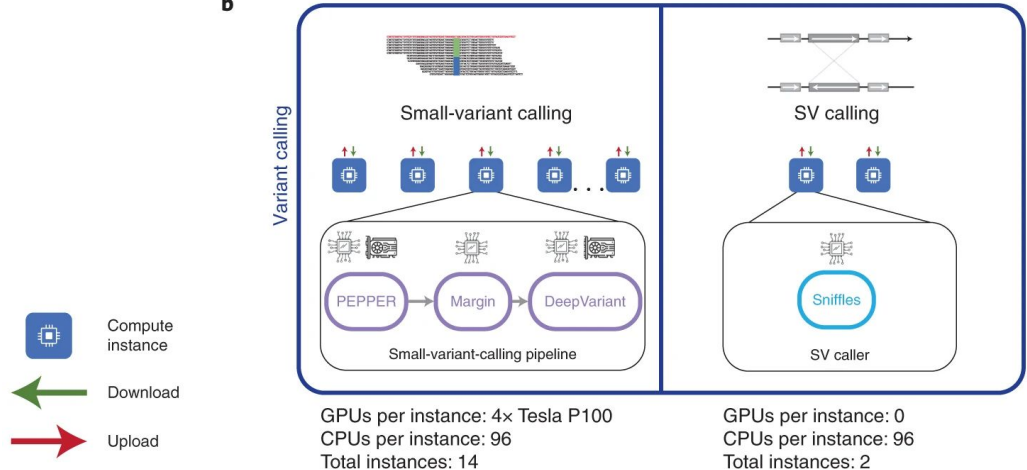 b
Variant calling
Small-variant calling
SV calling
PEPPER
Margin
DeepVariant
Small-variant-calling pipeline
Sniffles
SV caller
Compute
instance
Download
Upload
GPUs per instance: 4× Tesla P100
CPUs per instance: 96
Total instances: 14
GPUs per instance: 0
CPUs per instance: 96
Total instances: 2